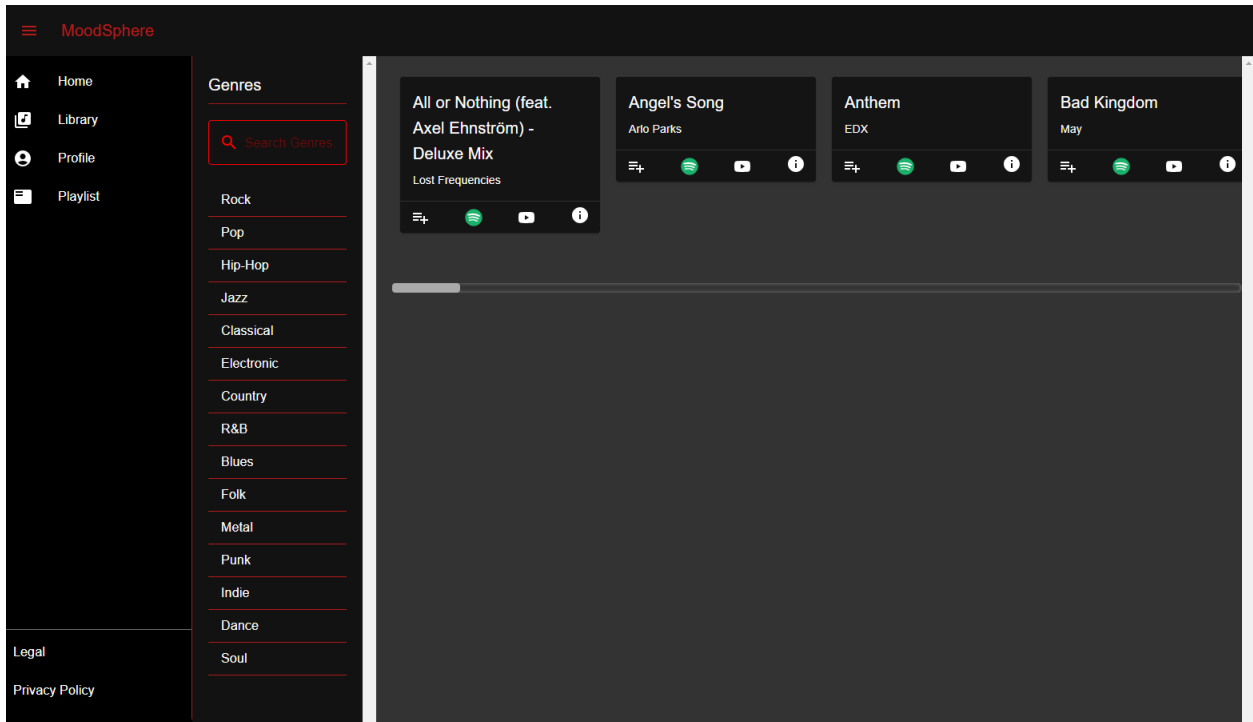 MoodSphere
Home
Library
Profile
Playlist
Legal
Privacy Policy
Genres
Search Genres
Rock
Pop
Hip-Hop
Jazz
Classical
Electronic
Country
R&B
Blues
Folk
Metal
Punk
Indie
Dance
Soul
All or Nothing (feat.
Axel Ehnström) -
Deluxe Mix
Lost Frequencies
Angel's Song
Arlo Parks
Anthem
EDX
Bad Kingdom
May